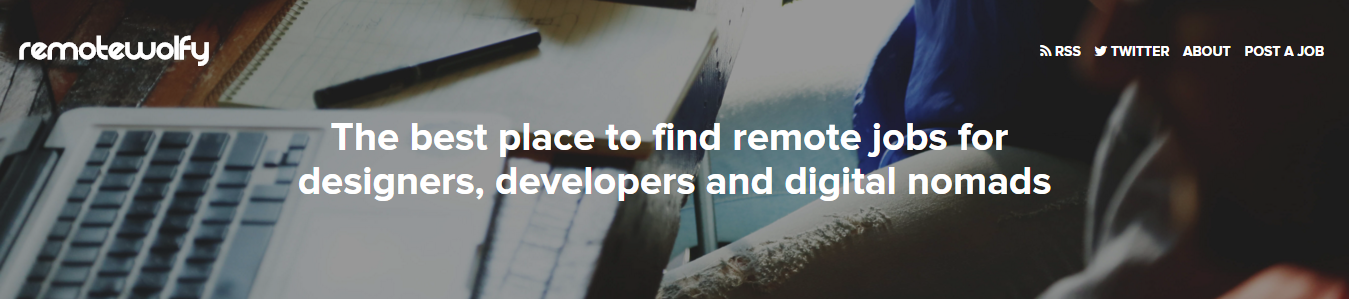 remotewolfy
RSS TWITTER ABOUT POST A JOB
The best place to find remote jobs for
designers, developers and digital nomads